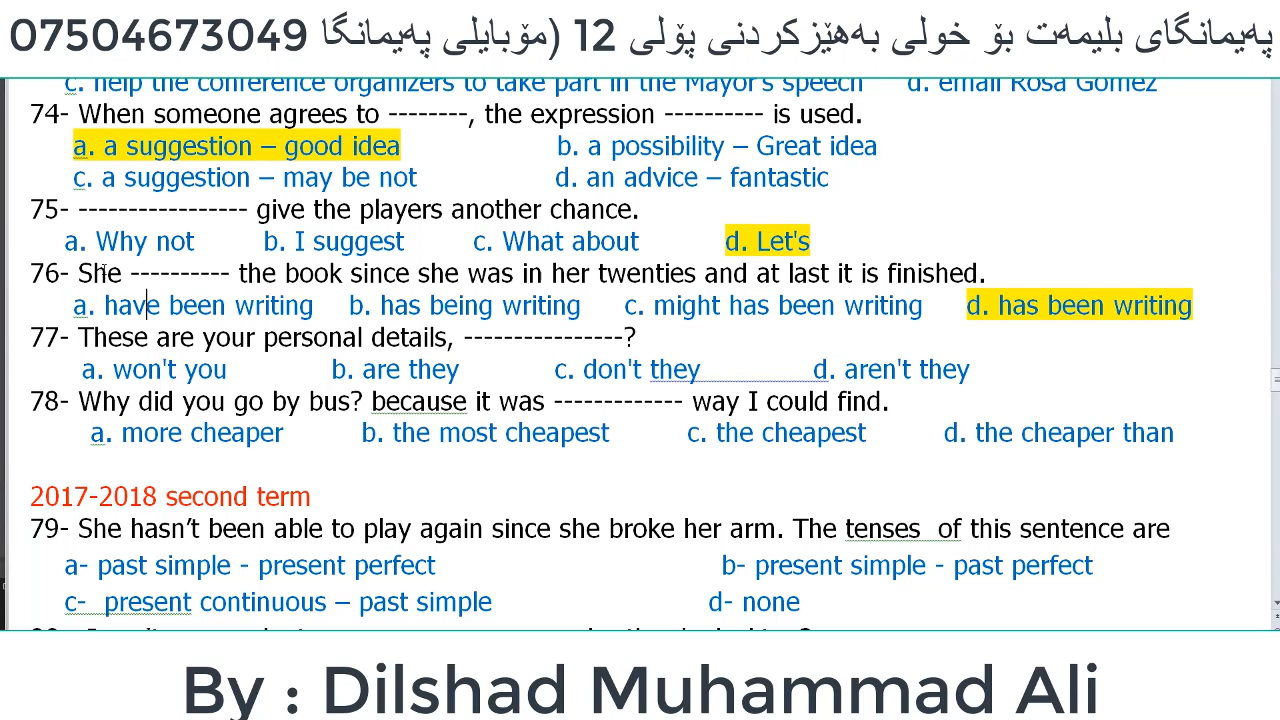 پەیمانگای بلیمەت بۆ خولی بەهێزکردنی پۆلی 12 (مۆبایلی پەیمانگا 07504673049
c. help the conference organizers to take part in the Mayor's speech d. email Rosa Gomez
74- When someone agrees to --------, the expression ---------- is used.
a. a suggestion – good idea b. a possibility – Great idea
c. a suggestion – may be not d. an advice – fantastic
75- ----------------- give the players another chance.
a. Why not b. I suggest c. What about d. Let's
76- She ---------- the book since she was in her twenties and at last it is finished.
a. have been writing b. has being writing c. might has been writing d. has been writing
77- These are your personal details, ----------------?
a. won't you b. are they c. don't they d. aren't they
78- Why did you go by bus? because it was ------------- way I could find.
a. more cheaper b. the most cheapest c. the cheapest d. the cheaper than
2017-2018 second term
79- She hasn't been able to play again since she broke her arm. The tenses of this sentence are
a- past simple - present perfect b- present simple - past perfect
c- present continuous – past simple d- none
By : Dilshad Muhammad Ali